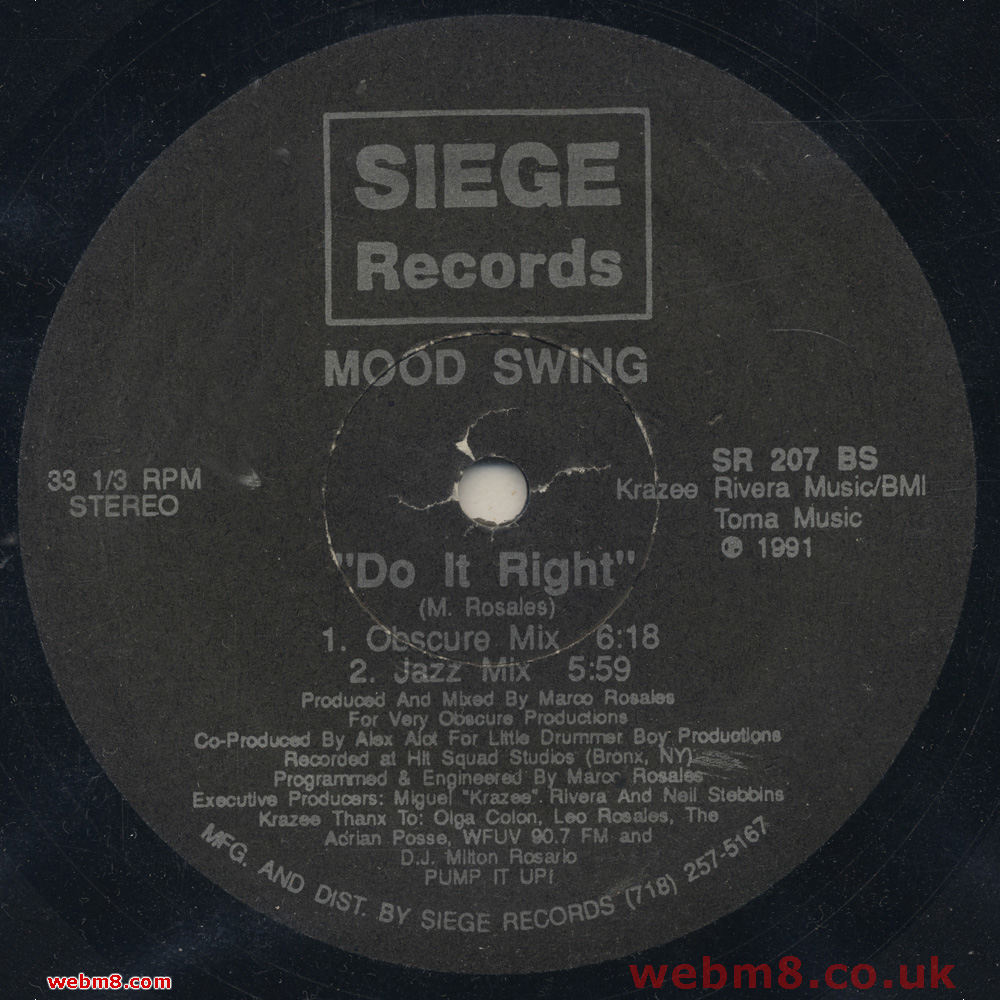 SIEGE
Records
MOOD SWING
33 1/3 RPM
STEREO
SR 207 BS
Krazee Rivera Music/BMI
Toma Music
℗ 1991
"Do It Right"
(M. Rosales)
1. Obscure Mix 6:18
2. Jazz Mix 5:59
Produced And Mixed By Marco Rosales
For Very Obscure Productions
Co-Produced By Alex Alot For Little Drummer Boy Productions
Recorded at Hit Squad Studios (Bronx, NY)
Programmed & Engineered By Marco Rosales
Executive Producers: Miguel "Krazee" Rivera And Neil Stebbins
Krazee Thanx To: Olga Colon, Leo Rosales, The
Adrian Posse, WFUV 90.7 FM and
D.J. Milton Rosario
PUMP IT UP!
MFG. AND DIST. BY SIEGE RECORDS (718) 257-5167
webm8.com
webm8.co.uk